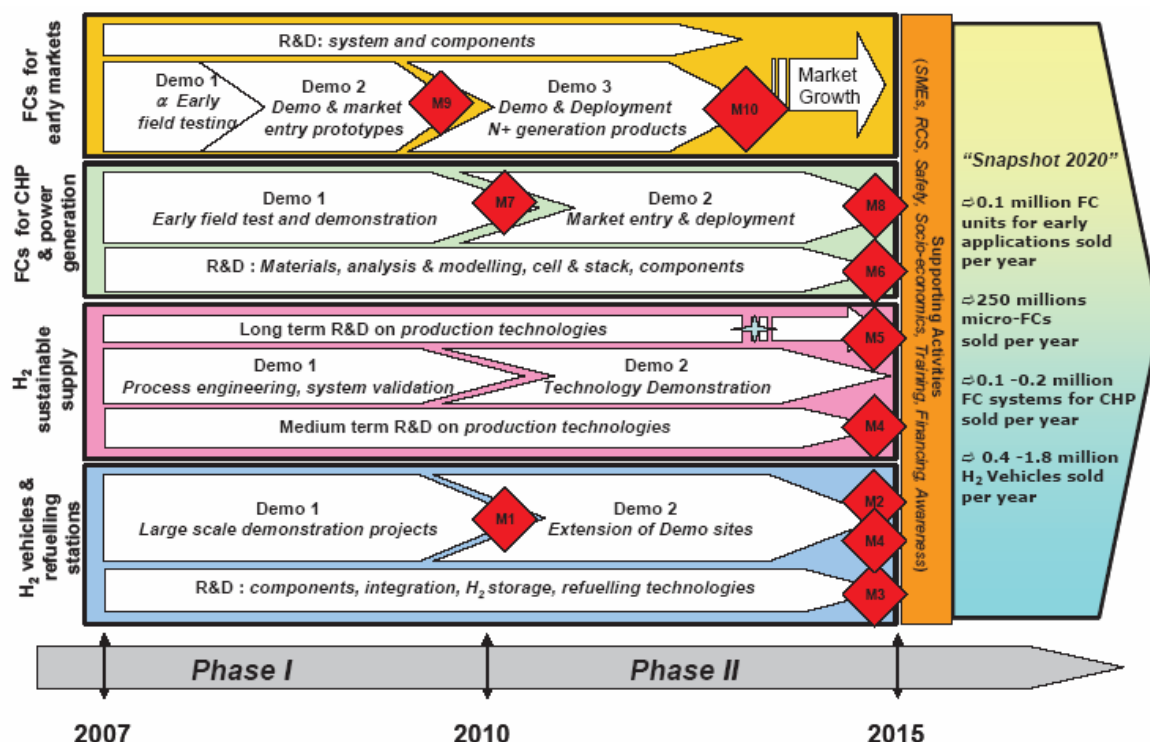 FCs for
early markets
R&D: system and components
Demo 1
α Early
field testing
Demo 2
Demo & market
entry prototypes
M9
Demo 3
Demo & Deployment
N+ generation products
M10
Market
Growth
FCs for CHP
& power
generation
Demo 1
Early field test and demonstration
M7
Demo 2
Market entry & deployment
M8
R&D : Materials, analysis & modelling, cell & stack, components
M6
H2
sustainable
supply
Long term R&D on production technologies
M5
Demo 1
Process engineering, system validation
Demo 2
Technology Demonstration
Medium term R&D on production technologies
M4
H2 vehicles &
refuelling
stations
Demo 1
Large scale demonstration projects
M1
Demo 2
Extension of Demo sites
M2
M4
R&D : components, integration, H2 storage, refuelling technologies
M3
Supporting Activities
(SMEs, RCS, Safety, Socio-economics, Training, Financing, Awareness)
“Snapshot 2020”
⇨0.1 million FC
units for early
applications sold
per year
⇨250 millions
micro-FCs
sold per year
⇨0.1 -0.2 million
FC systems for CHP
sold per year
⇨ 0.4 -1.8 million
H2 Vehicles sold
per year
Phase I
Phase II
2007
2010
2015